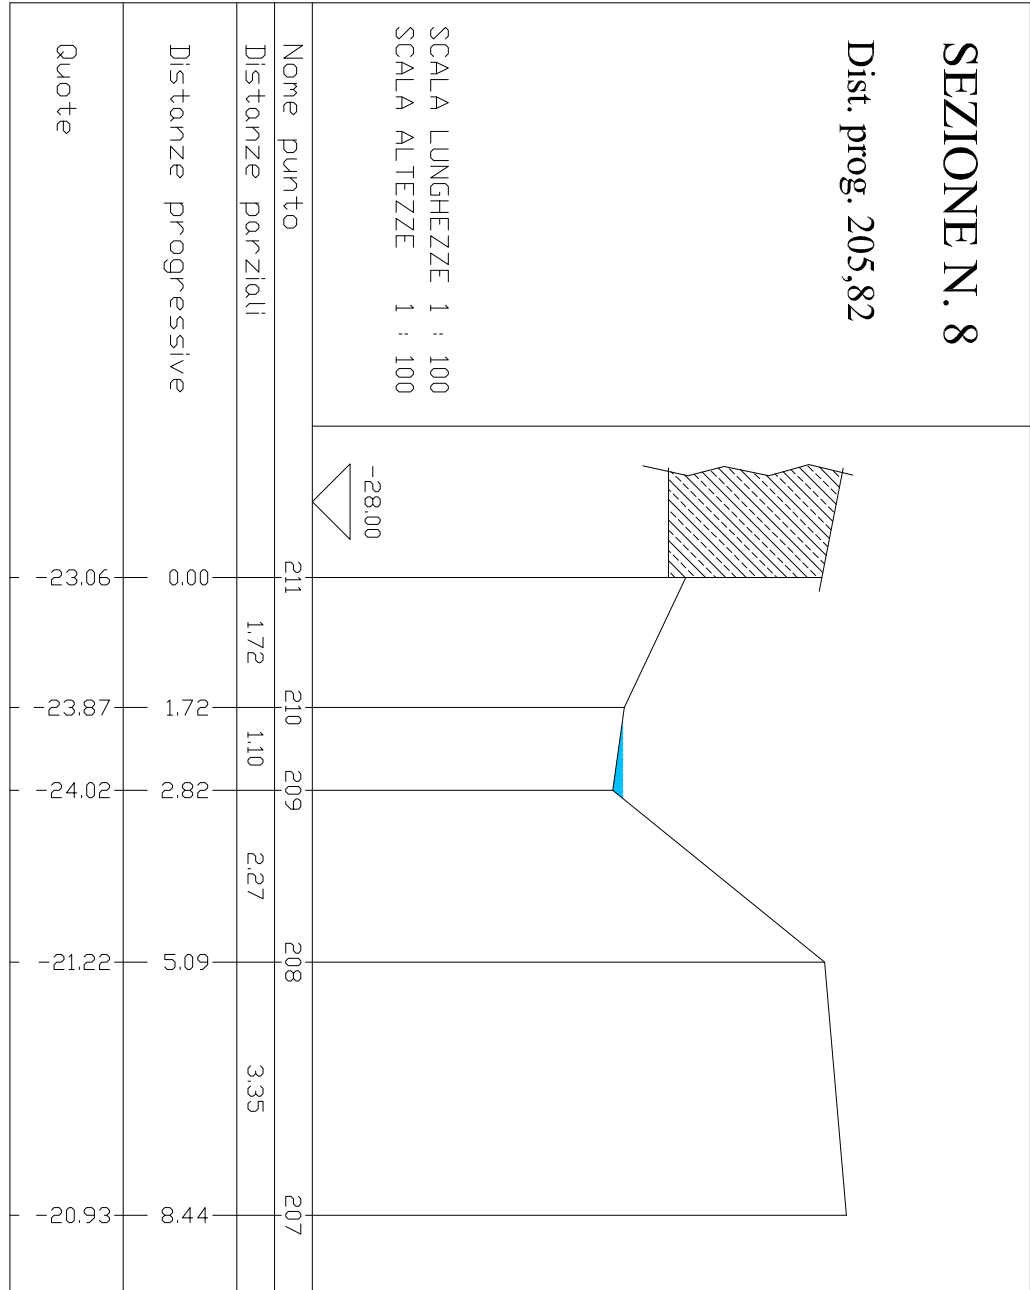 SEZIONE N. 8
Dist. prog. 205,82
SCALA LUNGHEZZE 1 : 100
SCALA ALTEZZE 1 : 100
-28.00
Nome punto 211 210 209 208 207
Distanze parziali 1.72 1.10 2.27 3.35
Distanze progressive 0.00 1.72 2.82 5.09 8.44
Quote -23.06 -23.87 -24.02 -21.22 -20.93